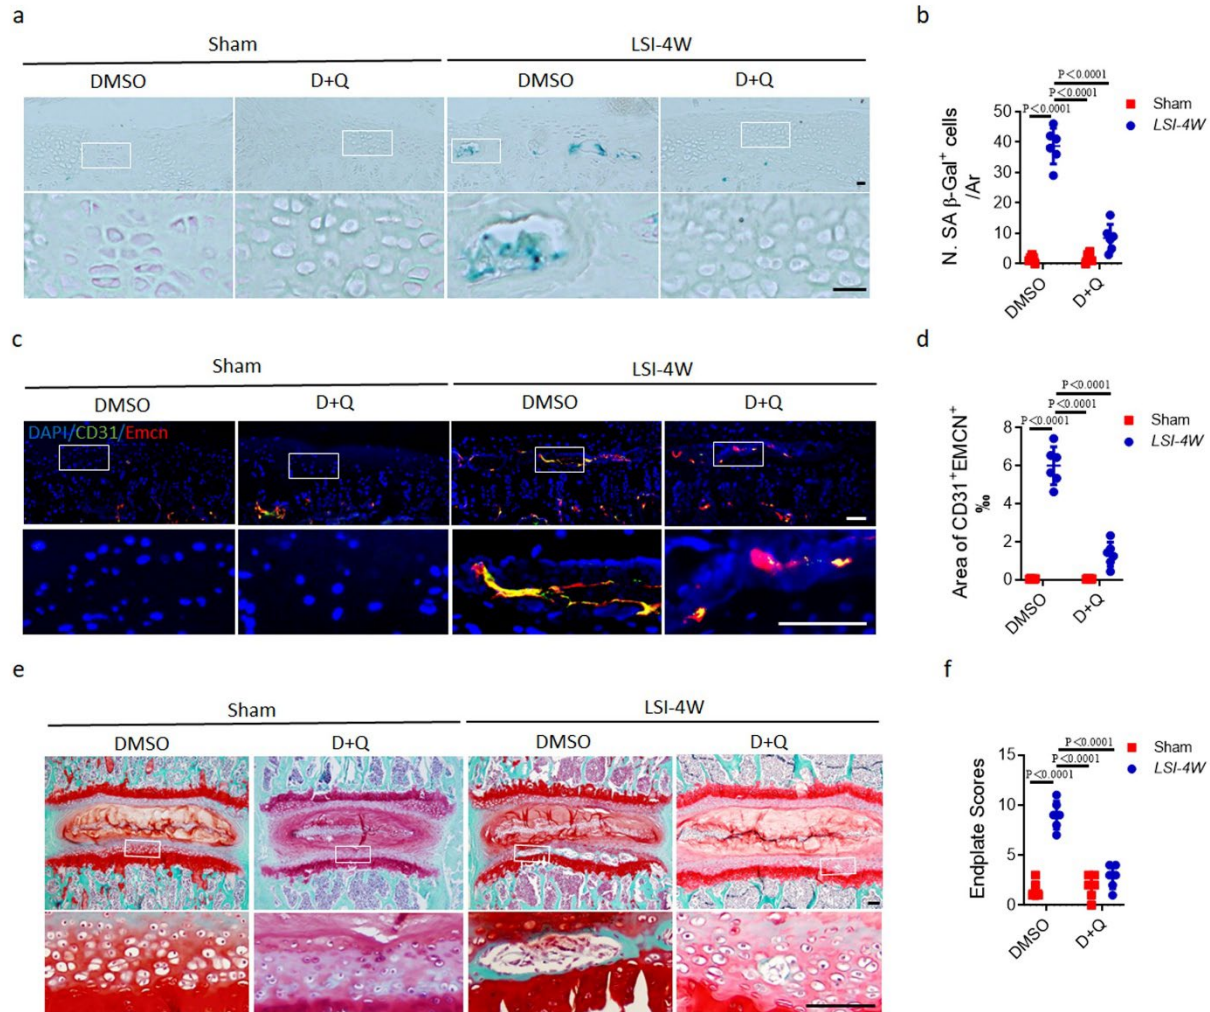 a
Sham
LSI-4W
DMSO
D+Q
DMSO
D+Q
b
P<0.0001
P<0.0001
P<0.0001
Sham
LSI-4W
N. SA β-Gal⁺ cells
/Ar
50
40
30
20
10
0
DMSO
D+Q
c
Sham
LSI-4W
DMSO
D+Q
DMSO
D+Q
DAPI/CD31/Emcn
d
P<0.0001
P<0.0001
P<0.0001
Sham
LSI-4W
Area of CD31⁺EMCN⁺
‰
8
6
4
2
0
DMSO
D+Q
e
Sham
LSI-4W
DMSO
D+Q
DMSO
D+Q
f
P<0.0001
P<0.0001
P<0.0001
Sham
LSI-4W
Endplate Scores
15
10
5
0
DMSO
D+Q